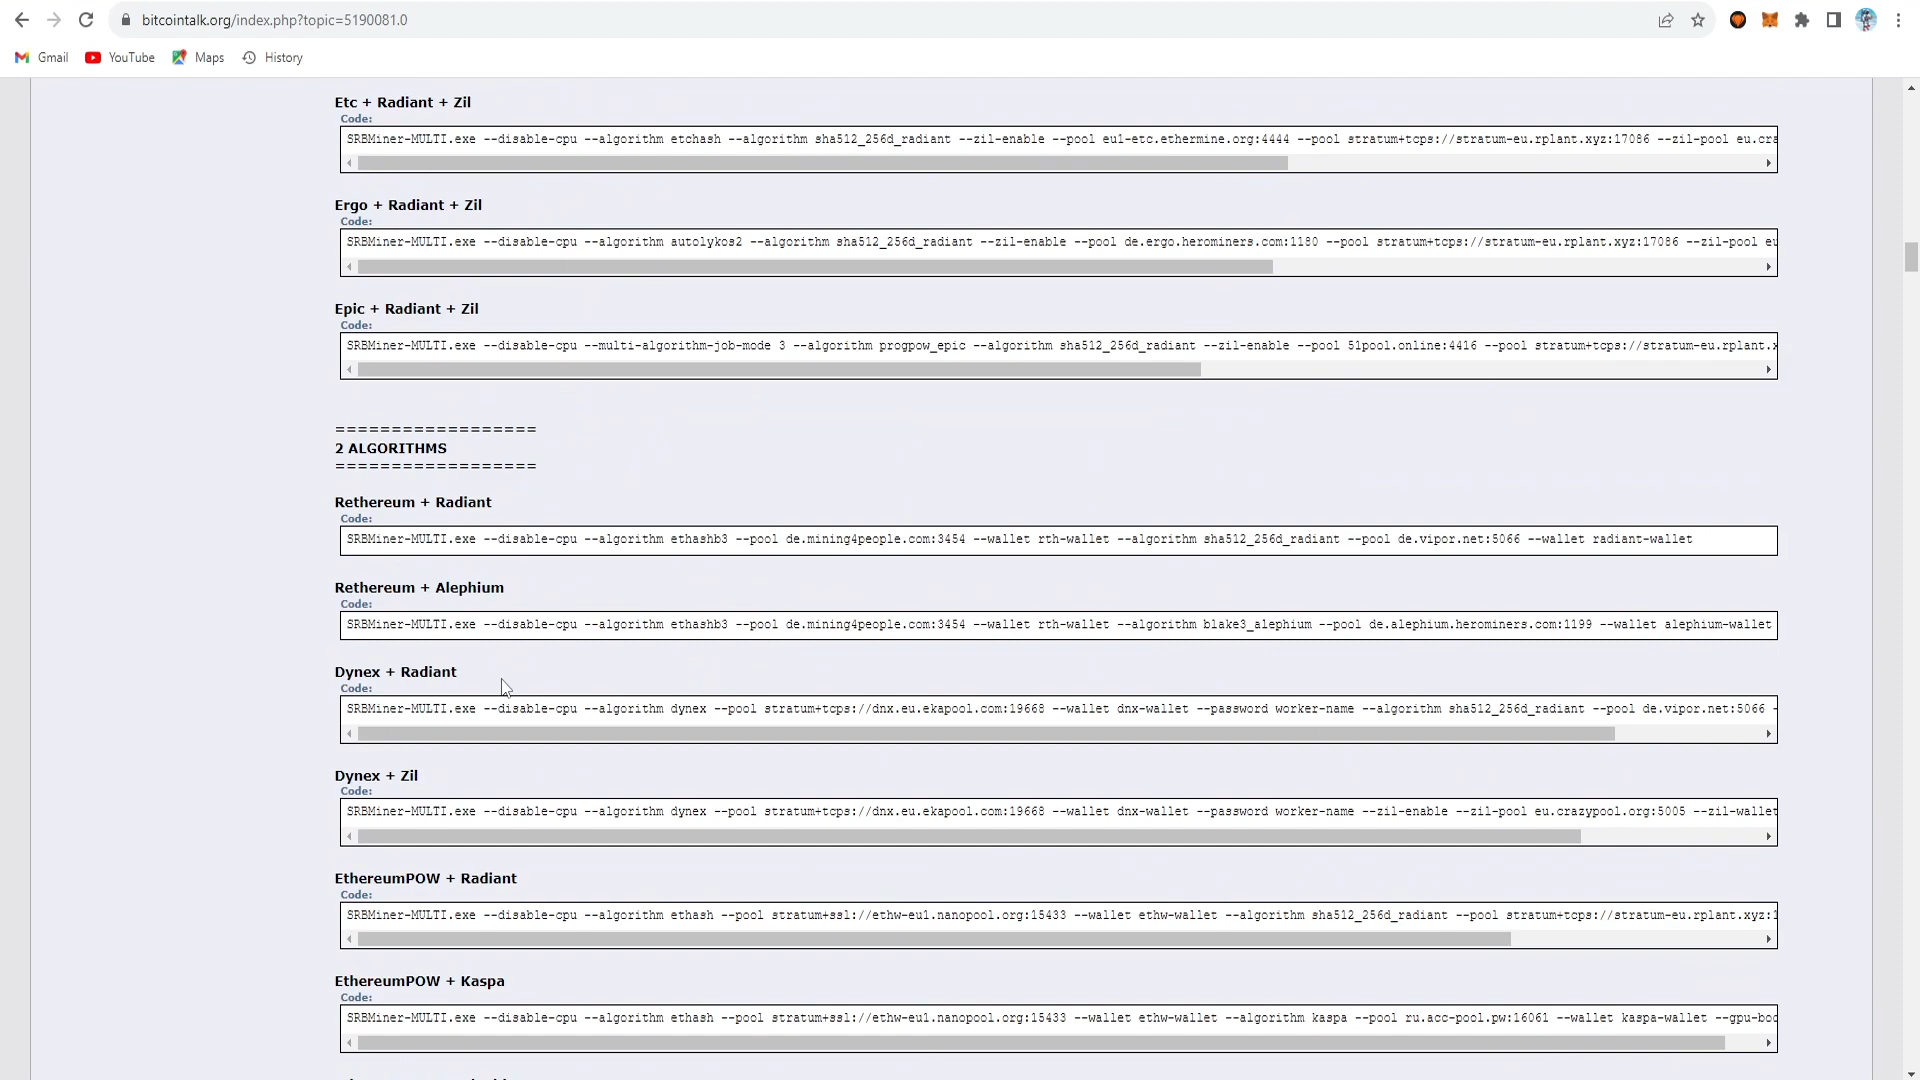 bitcointalk.org/index.php?topic=5190081.0
Gmail YouTube Maps History
Etc + Radiant + Zil
Code:
SRBMiner-MULTI.exe --disable-cpu --algorithm etchash --algorithm sha512_256d_radiant --zil-enable --pool eu1-etc.ethermine.org:4444 --pool stratum+tcps://stratum-eu.rplant.xyz:17086 --zil-pool eu.cra
Ergo + Radiant + Zil
Code:
SRBMiner-MULTI.exe --disable-cpu --algorithm autolykos2 --algorithm sha512_256d_radiant --zil-enable --pool de.ergo.herominers.com:1180 --pool stratum+tcps://stratum-eu.rplant.xyz:17086 --zil-pool eu
Epic + Radiant + Zil
Code:
SRBMiner-MULTI.exe --disable-cpu --multi-algorithm-job-mode 3 --algorithm progpow_epic --algorithm sha512_256d_radiant --zil-enable --pool 51pool.online:4416 --pool stratum+tcps://stratum-eu.rplant.x
==================
2 ALGORITHMS
==================
Rethereum + Radiant
Code:
SRBMiner-MULTI.exe --disable-cpu --algorithm ethashb3 --pool de.mining4people.com:3454 --wallet rth-wallet --algorithm sha512_256d_radiant --pool de.vipor.net:5066 --wallet radiant-wallet
Rethereum + Alephium
Code:
SRBMiner-MULTI.exe --disable-cpu --algorithm ethashb3 --pool de.mining4people.com:3454 --wallet rth-wallet --algorithm blake3_alephium --pool de.alephium.herominers.com:1199 --wallet alephium-wallet
Dynex + Radiant
Code:
SRBMiner-MULTI.exe --disable-cpu --algorithm dynex --pool stratum+tcps://dnx.eu.ekapool.com:19668 --wallet dnx-wallet --password worker-name --algorithm sha512_256d_radiant --pool de.vipor.net:5066 -
Dynex + Zil
Code:
SRBMiner-MULTI.exe --disable-cpu --algorithm dynex --pool stratum+tcps://dnx.eu.ekapool.com:19668 --wallet dnx-wallet --password worker-name --zil-enable --zil-pool eu.crazypool.org:5005 --zil-wallet
EthereumPOW + Radiant
Code:
SRBMiner-MULTI.exe --disable-cpu --algorithm ethash --pool stratum+ssl://ethw-eu1.nanopool.org:15433 --wallet ethw-wallet --algorithm sha512_256d_radiant --pool stratum+tcps://stratum-eu.rplant.xyz:1
EthereumPOW + Kaspa
Code:
SRBMiner-MULTI.exe --disable-cpu --algorithm ethash --pool stratum+ssl://ethw-eu1.nanopool.org:15433 --wallet ethw-wallet --algorithm kaspa --pool ru.acc-pool.pw:16061 --wallet kaspa-wallet --gpu-boo